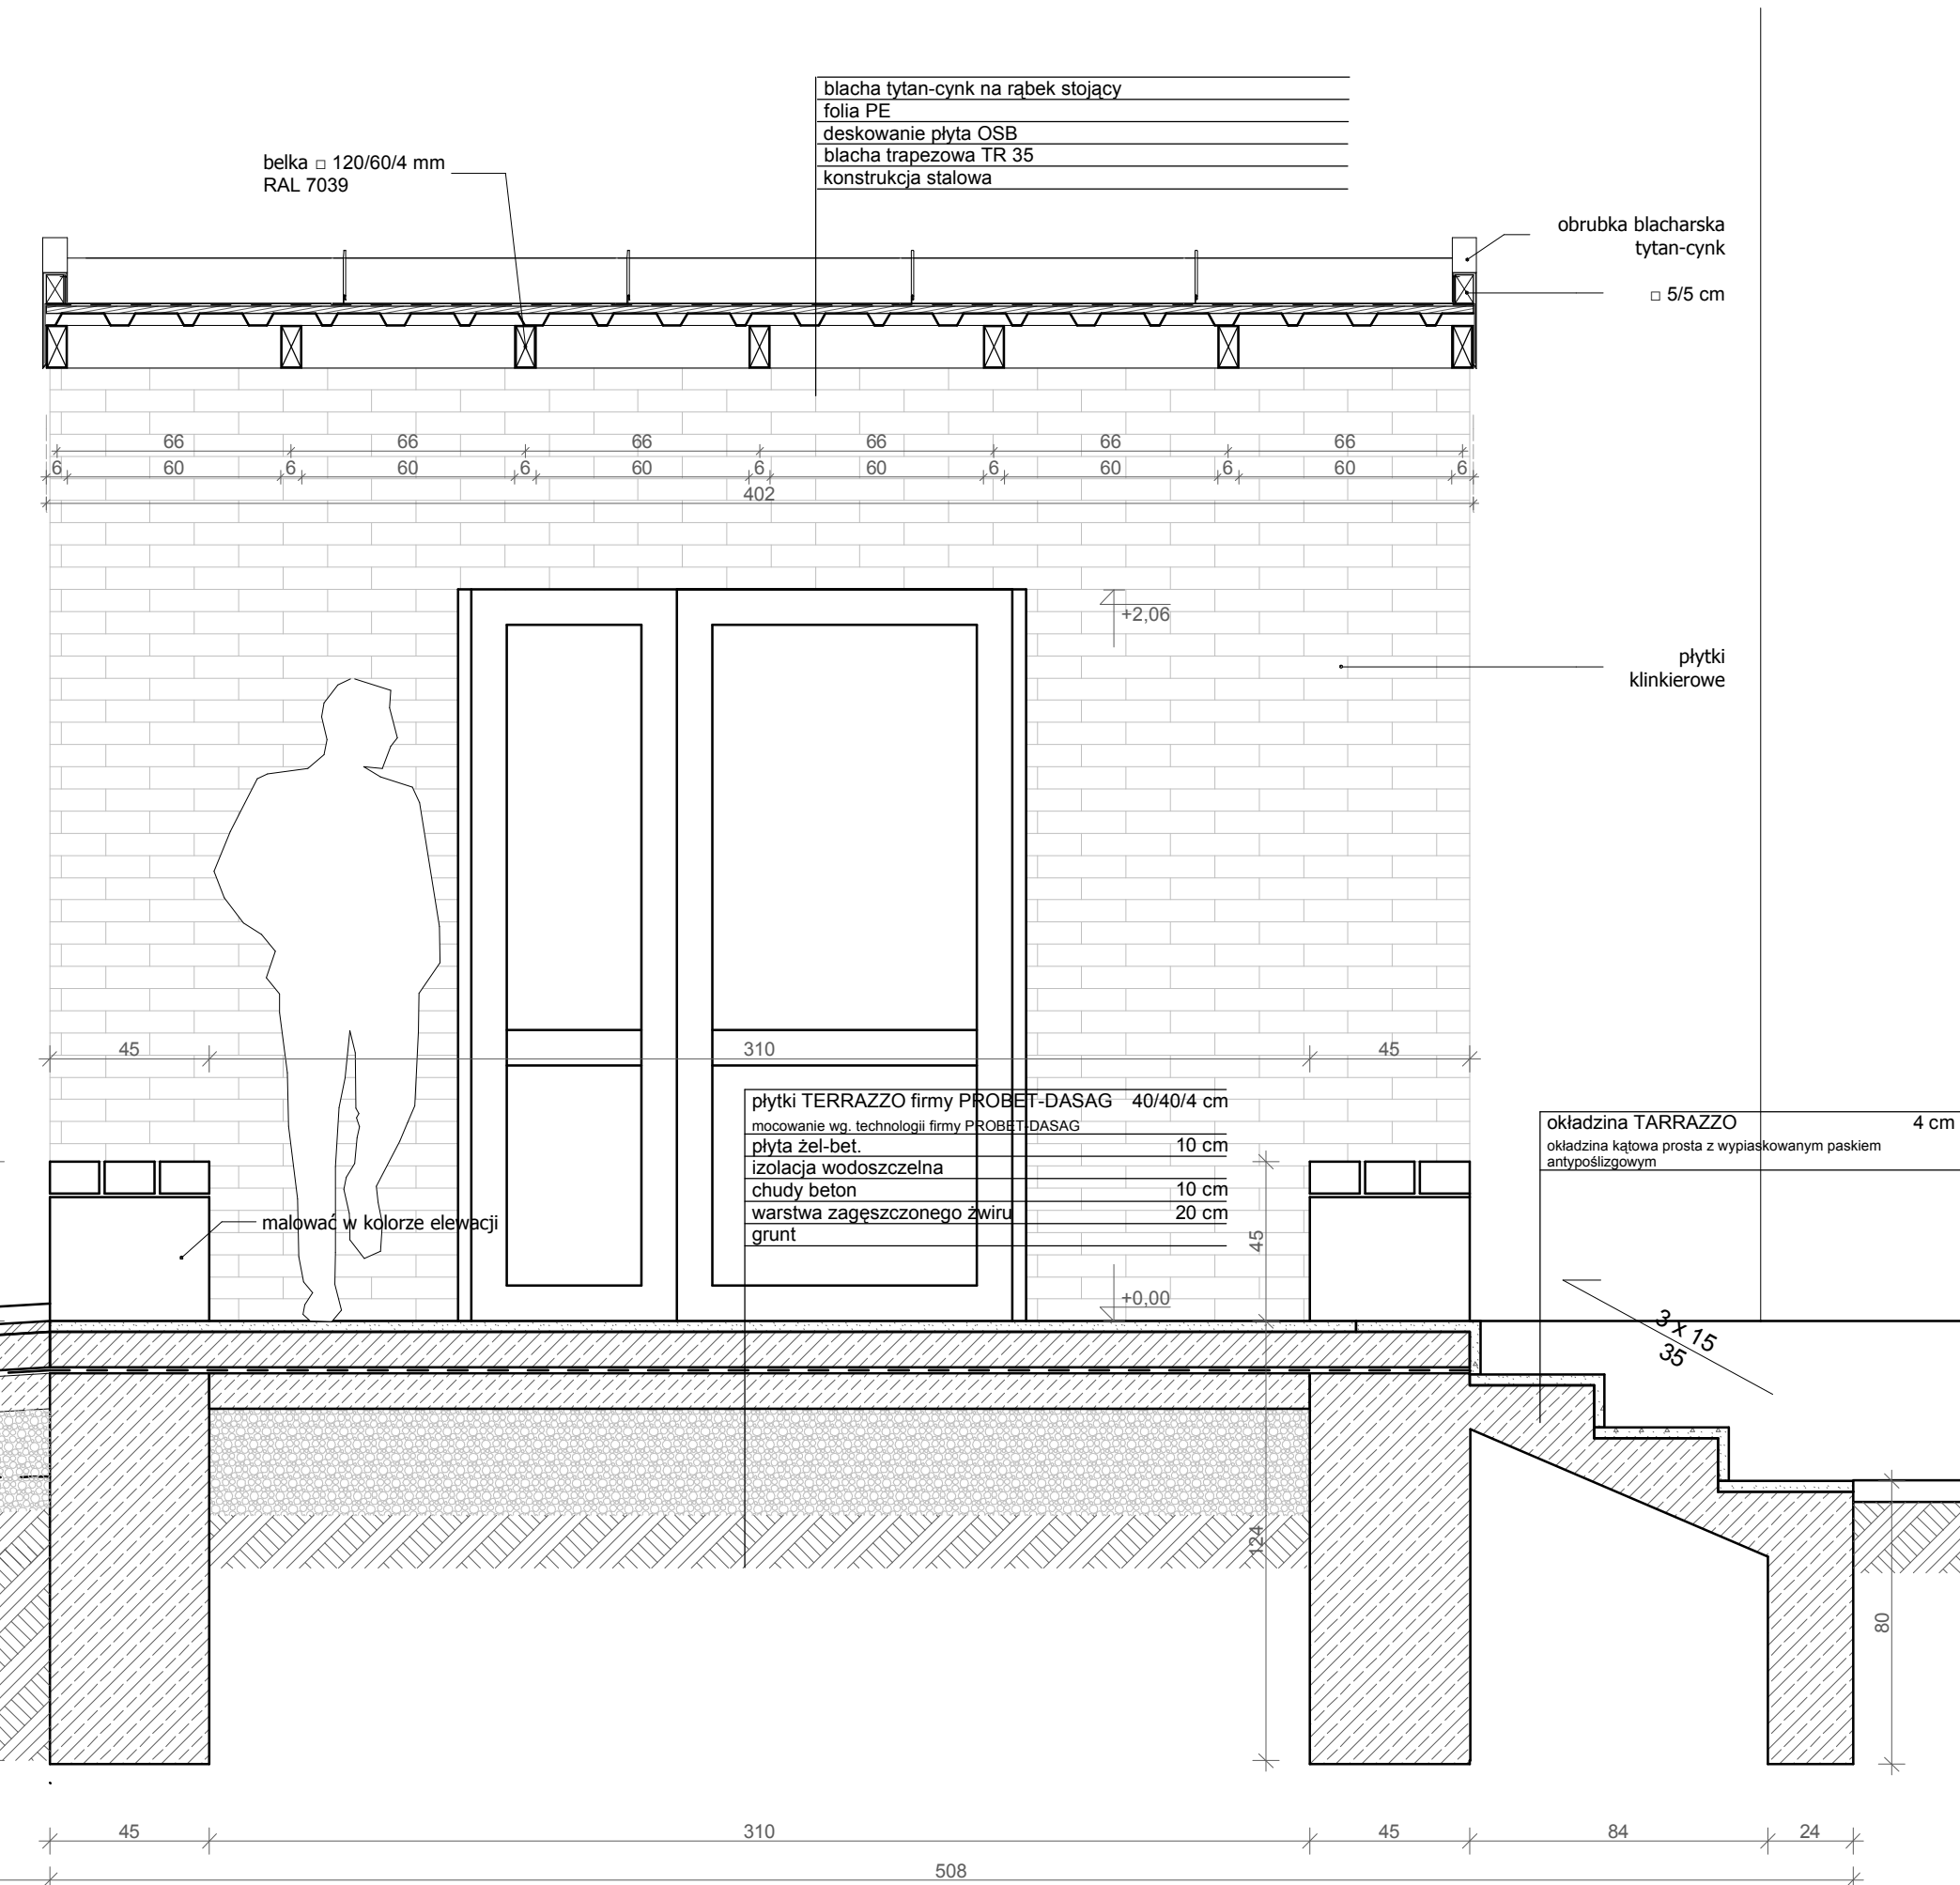 blacha tytan-cynk na rąbek stojący
folia PE
deskowanie płyta OSB
blacha trapezowa TR 35
konstrukcja stalowa
belka □ 120/60/4 mm
RAL 7039
obrubka blacharska
tytan-cynk
□ 5/5 cm
66 66 66 66 66 66
6 60 6 60 6 60 6 60 6 60 6 60 6
402
+2,06
płytki
klinkierowe
45 310 45
płytki TERRAZZO firmy PROBET-DASAG 40/40/4 cm
mocowanie wg. technologii firmy PROBET-DASAG
płyta żel-bet. 10 cm
izolacja wodoszczelna
chudy beton 10 cm
warstwa zagęszczonego żwiru 20 cm
grunt
okładzina TARRAZZO 4 cm
okładzina kątowa prosta z wypiaskowanym paskiem
antypoślizgowym
malować w kolorze elewacji
45
+0,00
3 x 15
35
124
80
45 310 45 84 24
508